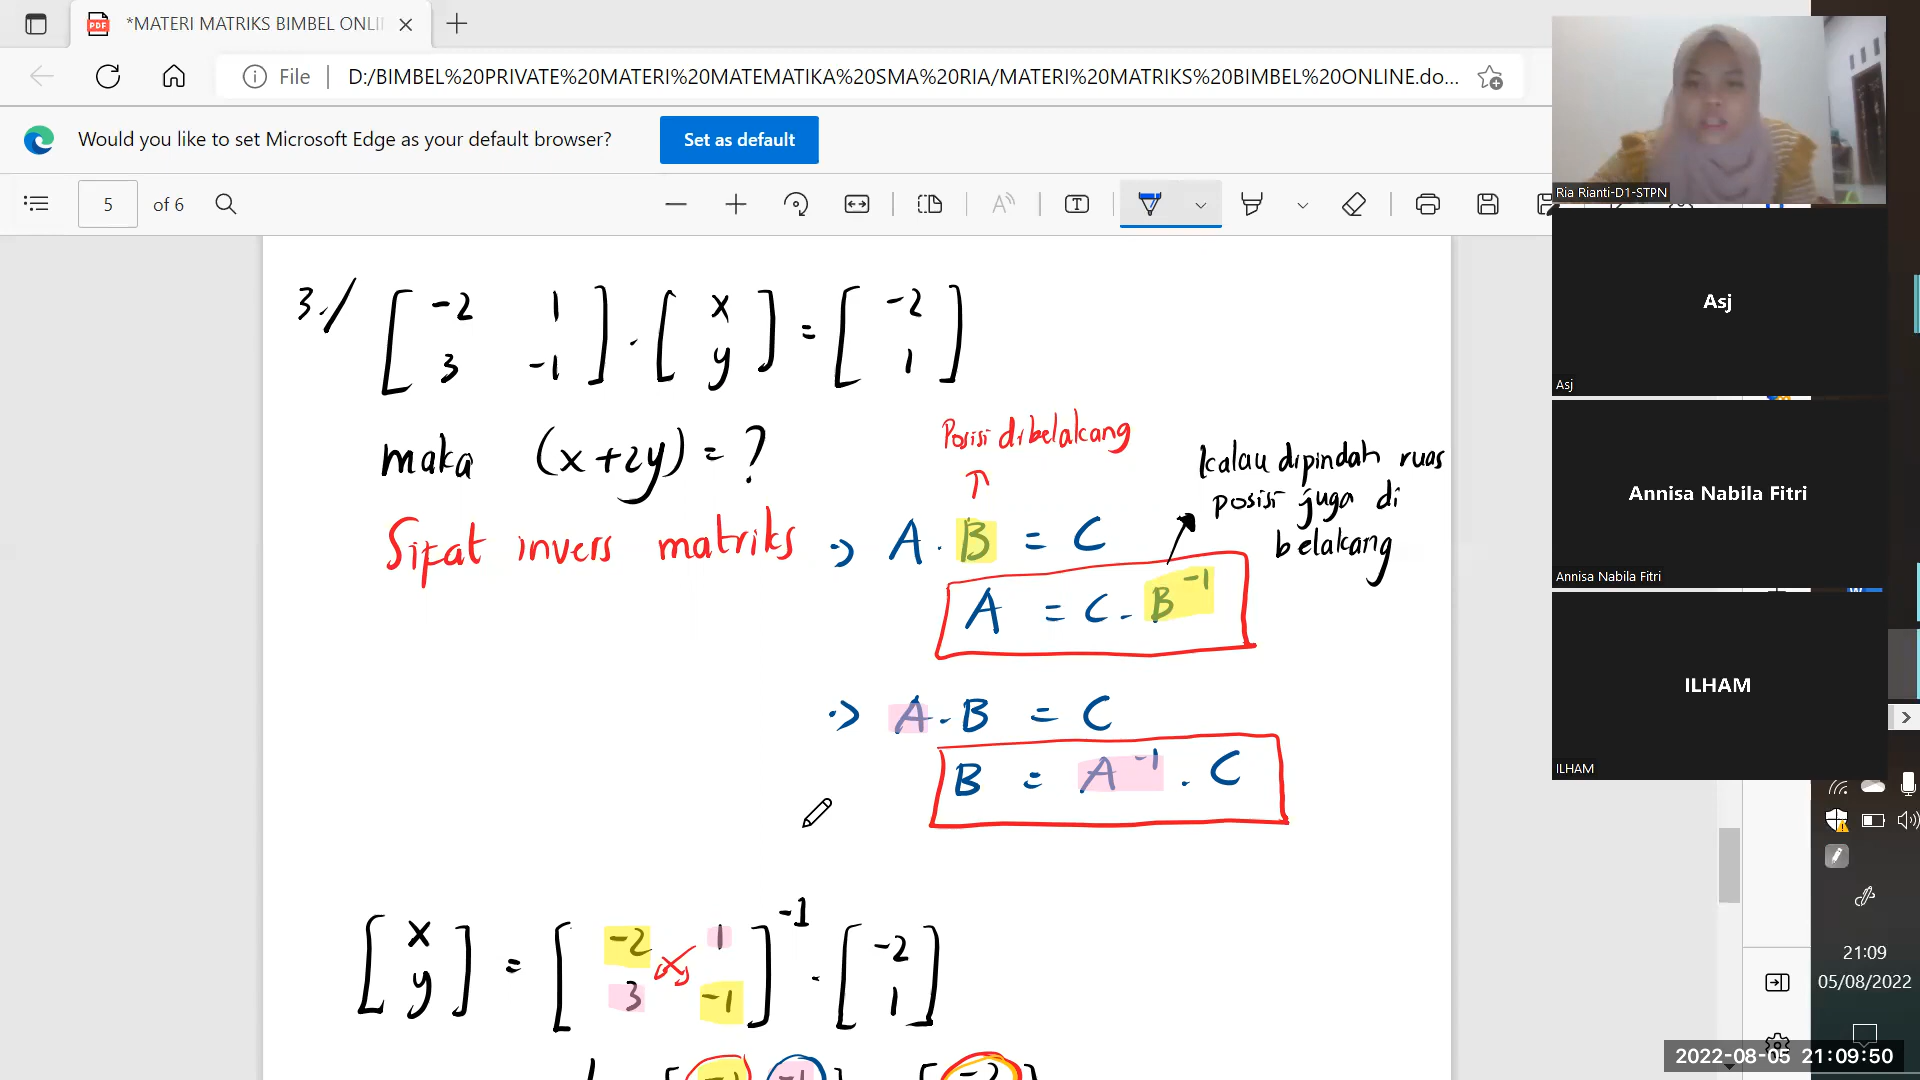 *MATERI MATRIKS BIMBEL ONLI
File
D:/BIMBEL%20PRIVATE%20MATERI%20MATEMATIKA%20SMA%20RIA/MATERI%20MATRIKS%20BIMBEL%20ONLINE.do...
Would you like to set Microsoft Edge as your default browser?
Set as default
5 of 6
3./ [-2 1] . [x] = [-2]
[3 -1] [y] [1]
maka (x+2y) = ?
Posisi dibelakang
Kalau dipindah ruas
posisi juga di
belakang
Sifat invers matriks
→ A . B = C
A = C . B⁻¹
→ A . B = C
B = A⁻¹ . C
[x] = [-2 1]⁻¹ . [-2]
[y] [3 -1] [1]
Ria Rianti-D1-STPN
Asj
Asj
Annisa Nabila Fitri
Annisa Nabila Fitri
ILHAM
ILHAM
21:09
05/08/2022
2022-08-05 21:09:50